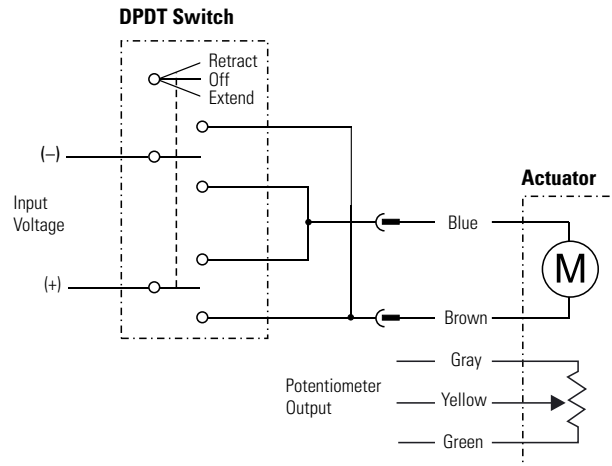 DPDT Switch
Retract
Off
Extend
(–)
Input
Voltage
(+)
Actuator
Blue
M
Brown
Gray
Potentiometer
Output
Yellow
Green